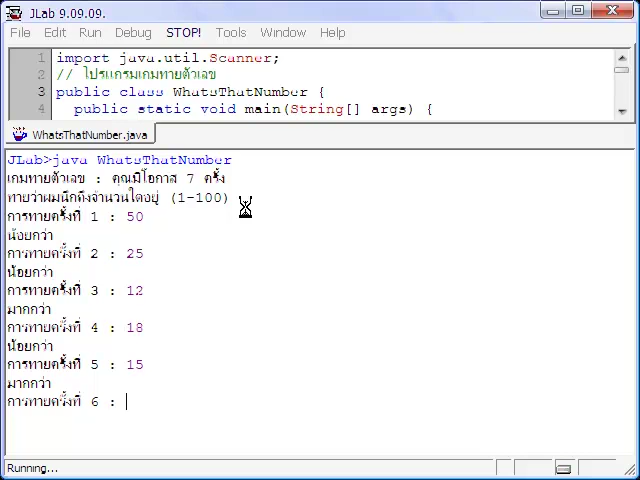 JLab 9.09.09.
File Edit Run Debug STOP! Tools Window Help
1 import java.util.Scanner;
2 // โปรแกรมเกมทายตัวเลข
3 public class WhatsThatNumber {
4 public static void main(String[] args) {
WhatsThatNumber.java
JLab>java WhatsThatNumber
เกมทายตัวเลข : คุณมีโอกาส 7 ครั้ง
ทายว่าผมนึกถึงจำนวนใดอยู่ (1-100)
การทายครั้งที่ 1 : 50
น้อยกว่า
การทายครั้งที่ 2 : 25
น้อยกว่า
การทายครั้งที่ 3 : 12
มากกว่า
การทายครั้งที่ 4 : 18
น้อยกว่า
การทายครั้งที่ 5 : 15
มากกว่า
การทายครั้งที่ 6 :
Running...